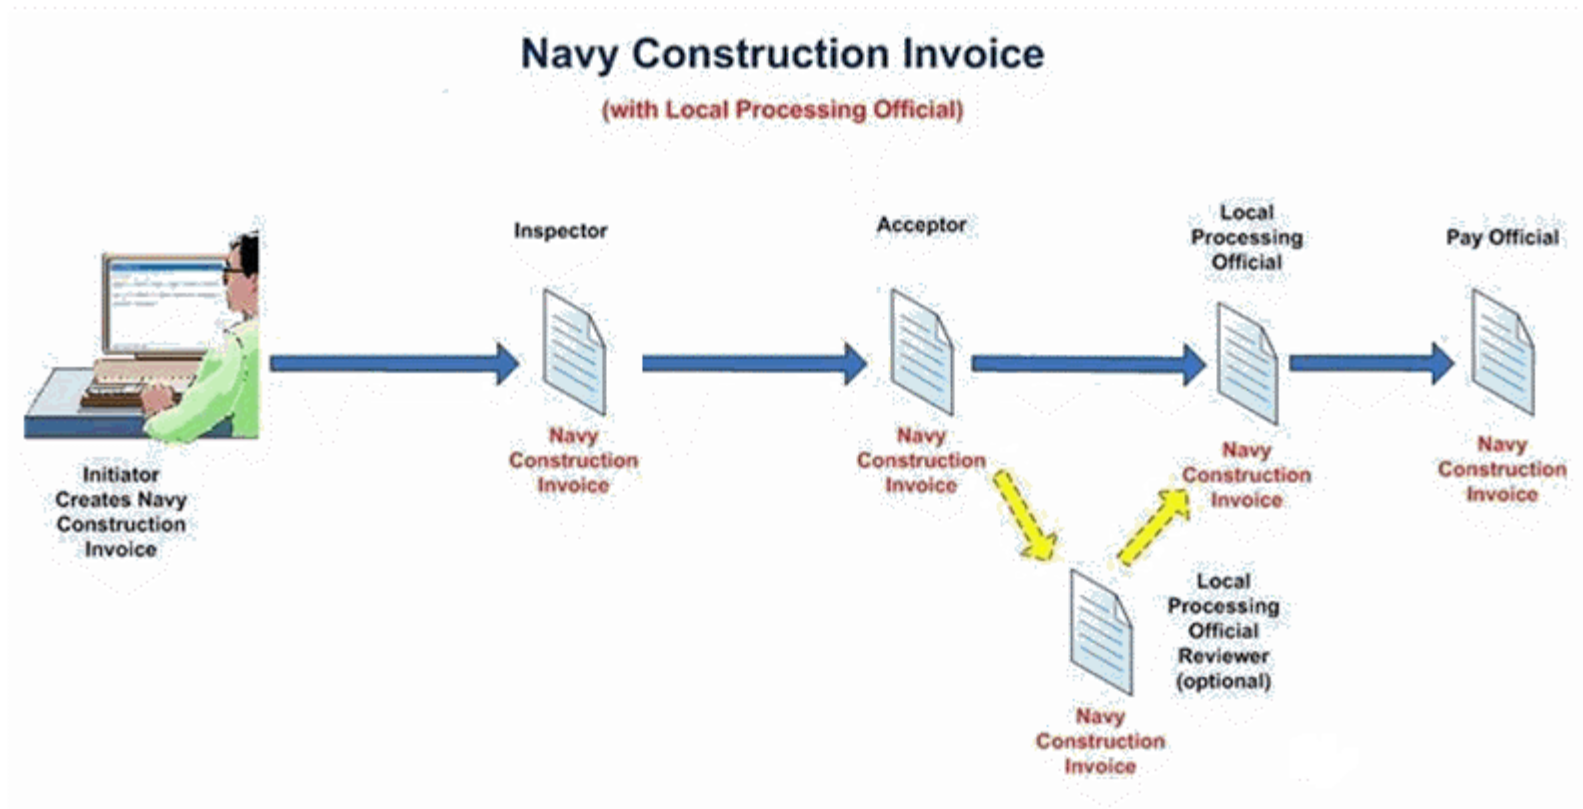 Navy Construction Invoice
(with Local Processing Official)
Inspector
Acceptor
Local
Processing
Official
Pay Official
Initiator
Creates Navy
Construction
Invoice
Navy
Construction
Invoice
Navy
Construction
Invoice
Navy
Construction
Invoice
Navy
Construction
Invoice
Local
Processing
Official
Reviewer
(optional)
Navy
Construction
Invoice